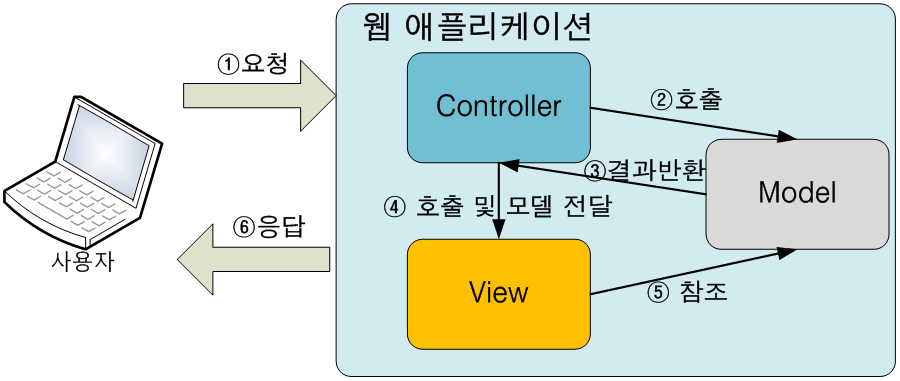 웹 애플리케이션
①요청
Controller
②호출
③결과반환
Model
④ 호출 및 모델 전달
⑥응답
사용자
View
⑤ 참조